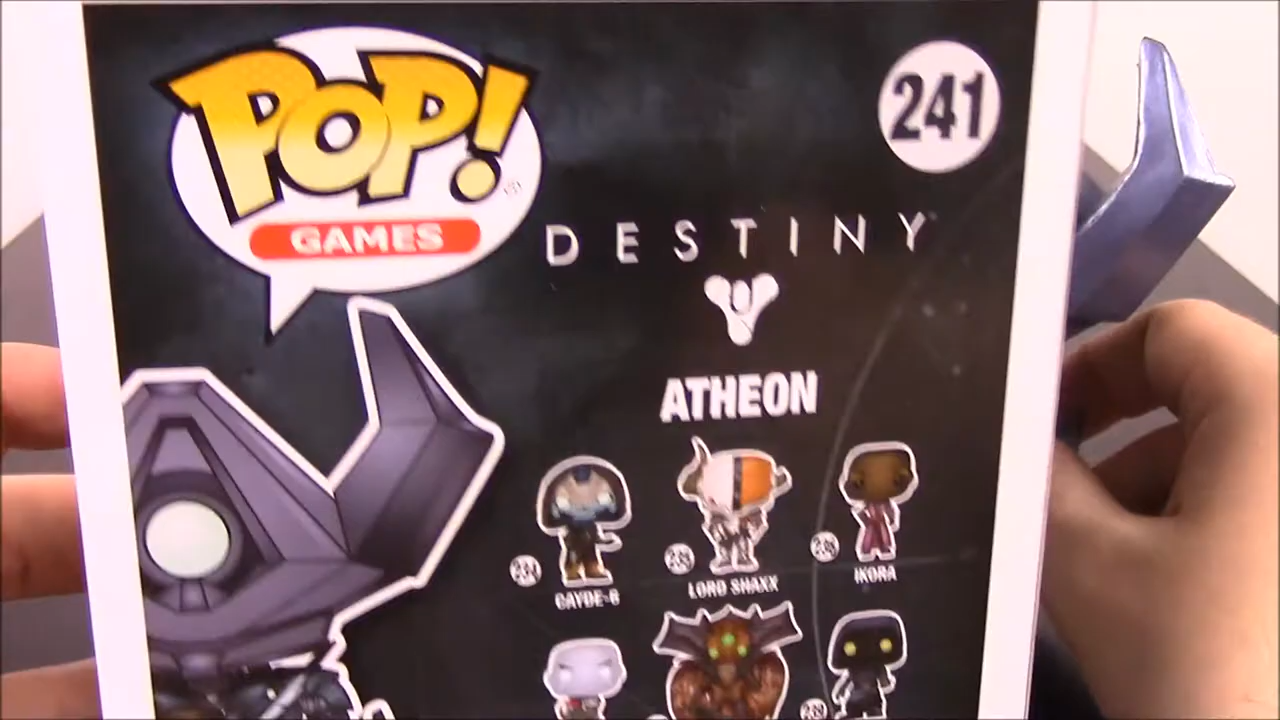 POP!
GAMES
241
DESTINY
ATHEON
CAYDE-6
LORD SHAXX
IKORA